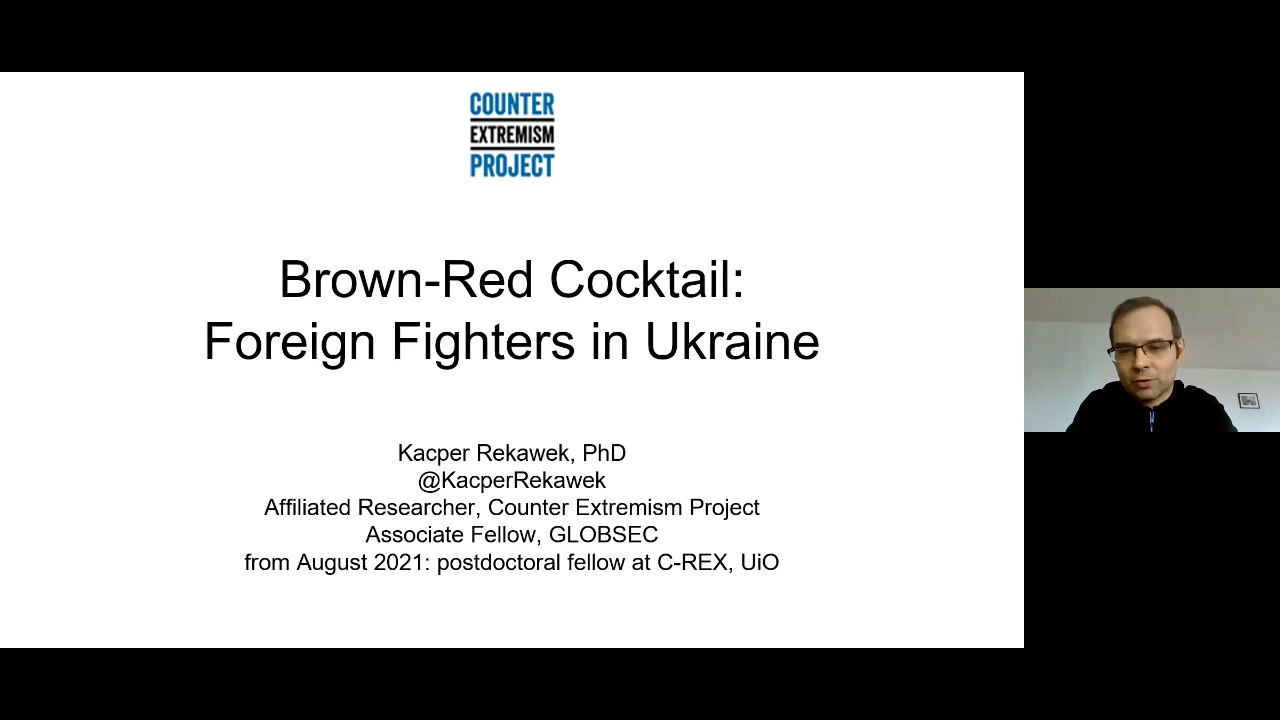 COUNTER
EXTREMISM
PROJECT
Brown-Red Cocktail:
Foreign Fighters in Ukraine
Kacper Rekawek, PhD
@KacperRekawek
Affiliated Researcher, Counter Extremism Project
Associate Fellow, GLOBSEC
from August 2021: postdoctoral fellow at C-REX, UiO